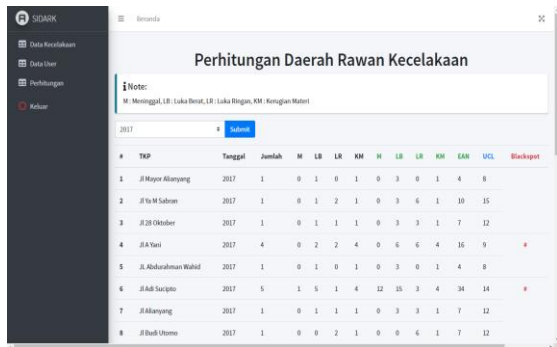 SIDARK
Beranda
Data Kecelakaan
Data User
Perhitungan
Keluar
Perhitungan Daerah Rawan Kecelakaan
i Note:
M : Meninggal, LB : Luka Berat, LR : Luka Ringan, KM : Kerugian Materi
2017 Submit
# TKP Tanggal Jumlah M LB LR KM M LB LR KM EAN UCL Blackspot
1 Jl Mayor Alianyang 2017 1 0 1 0 1 0 3 0 1 4 8
2 Jl Ya M Sabran 2017 1 0 1 2 1 0 3 6 1 10 15
3 Jl 28 Oktober 2017 1 0 1 1 1 0 3 3 1 7 12
4 Jl A Yani 2017 4 0 2 2 4 0 6 6 4 16 9 #
5 JL Abdurahman Wahid 2017 1 0 1 0 1 0 3 0 1 4 8
6 Jl Adi Sucipto 2017 5 1 5 1 4 12 15 3 4 34 14 #
7 Jl Alianyang 2017 1 0 1 1 1 0 3 3 1 7 12
8 Jl Budi Utomo 2017 1 0 0 2 1 0 0 6 1 7 12